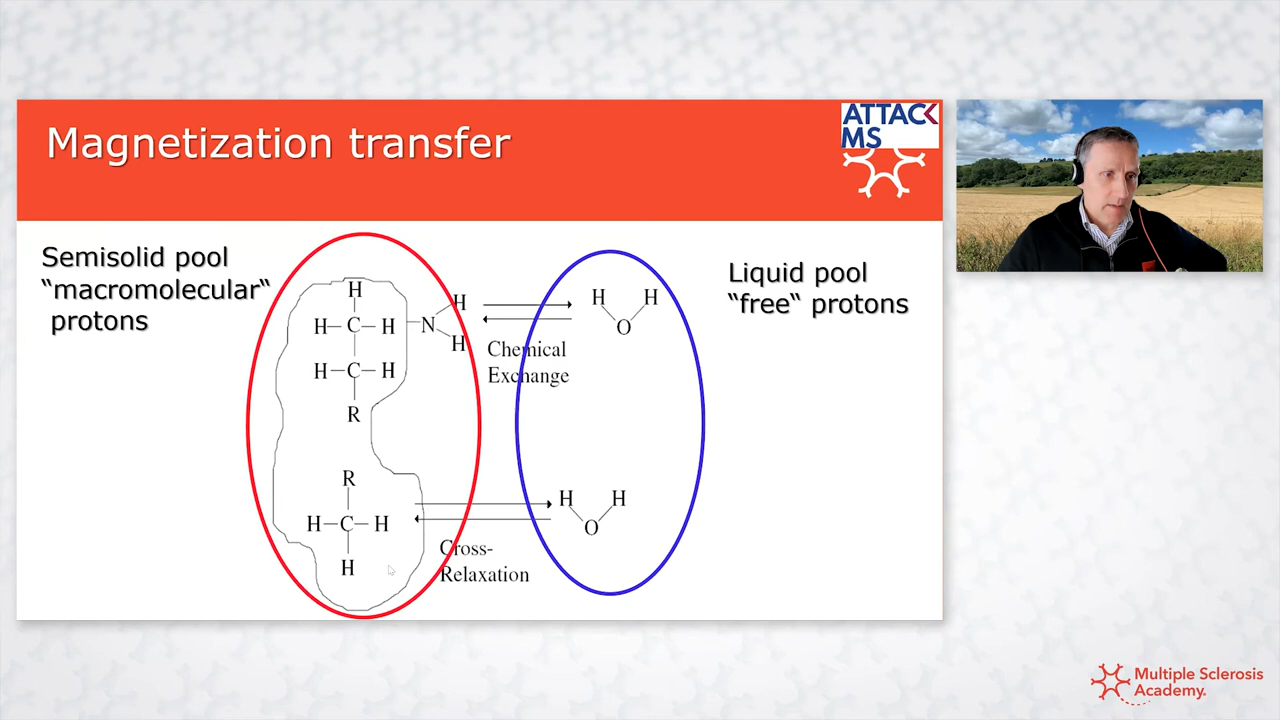 Magnetization transfer
ATTACK
MS
Semisolid pool
“macromolecular“
protons
Liquid pool
“free“ protons
H
H–C–H
H–C–H
R
N
H
H
Chemical
Exchange
H H
O
R
H–C–H
H
Cross-
Relaxation
H H
O
Multiple Sclerosis
Academy.